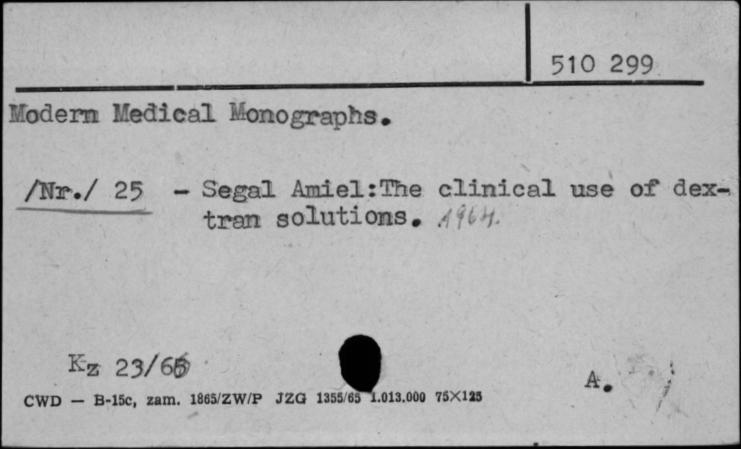 510 299
Modern Medical Monographs.
/Nr./ 25 - Segal Amiel:The clinical use of dex-
tran solutions. 1964.
Kz 23/66
A.
CWD — B-15c, zam. 1865/ZW/P JZG 1355/65 1.013.000 75X125